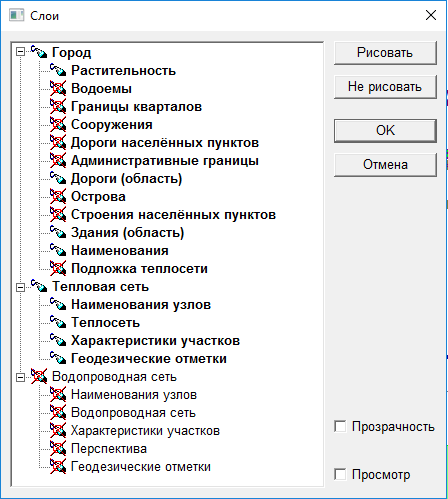 Слои
Город
Растительность
Водоемы
Границы кварталов
Сооружения
Дороги населённых пунктов
Административные границы
Дороги (область)
Острова
Строения населённых пунктов
Здания (область)
Наименования
Подложка теплосети
Тепловая сеть
Наименования узлов
Теплосеть
Характеристики участков
Геодезические отметки
Водопроводная сеть
Наименования узлов
Водопроводная сеть
Характеристики участков
Перспектива
Геодезические отметки
Рисовать
Не рисовать
OK
Отмена
Прозрачность
Просмотр